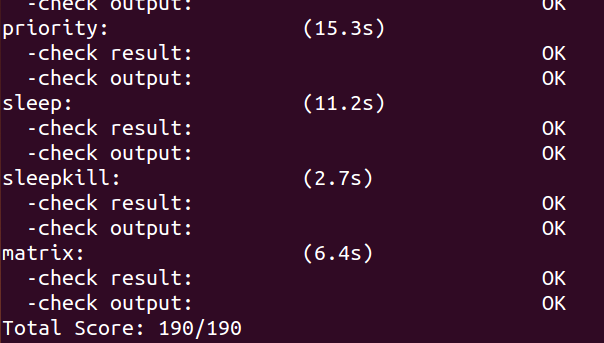 -check output: OK
priority: (15.3s)
-check result: OK
-check output: OK
sleep: (11.2s)
-check result: OK
-check output: OK
sleepkill: (2.7s)
-check result: OK
-check output: OK
matrix: (6.4s)
-check result: OK
-check output: OK
Total Score: 190/190